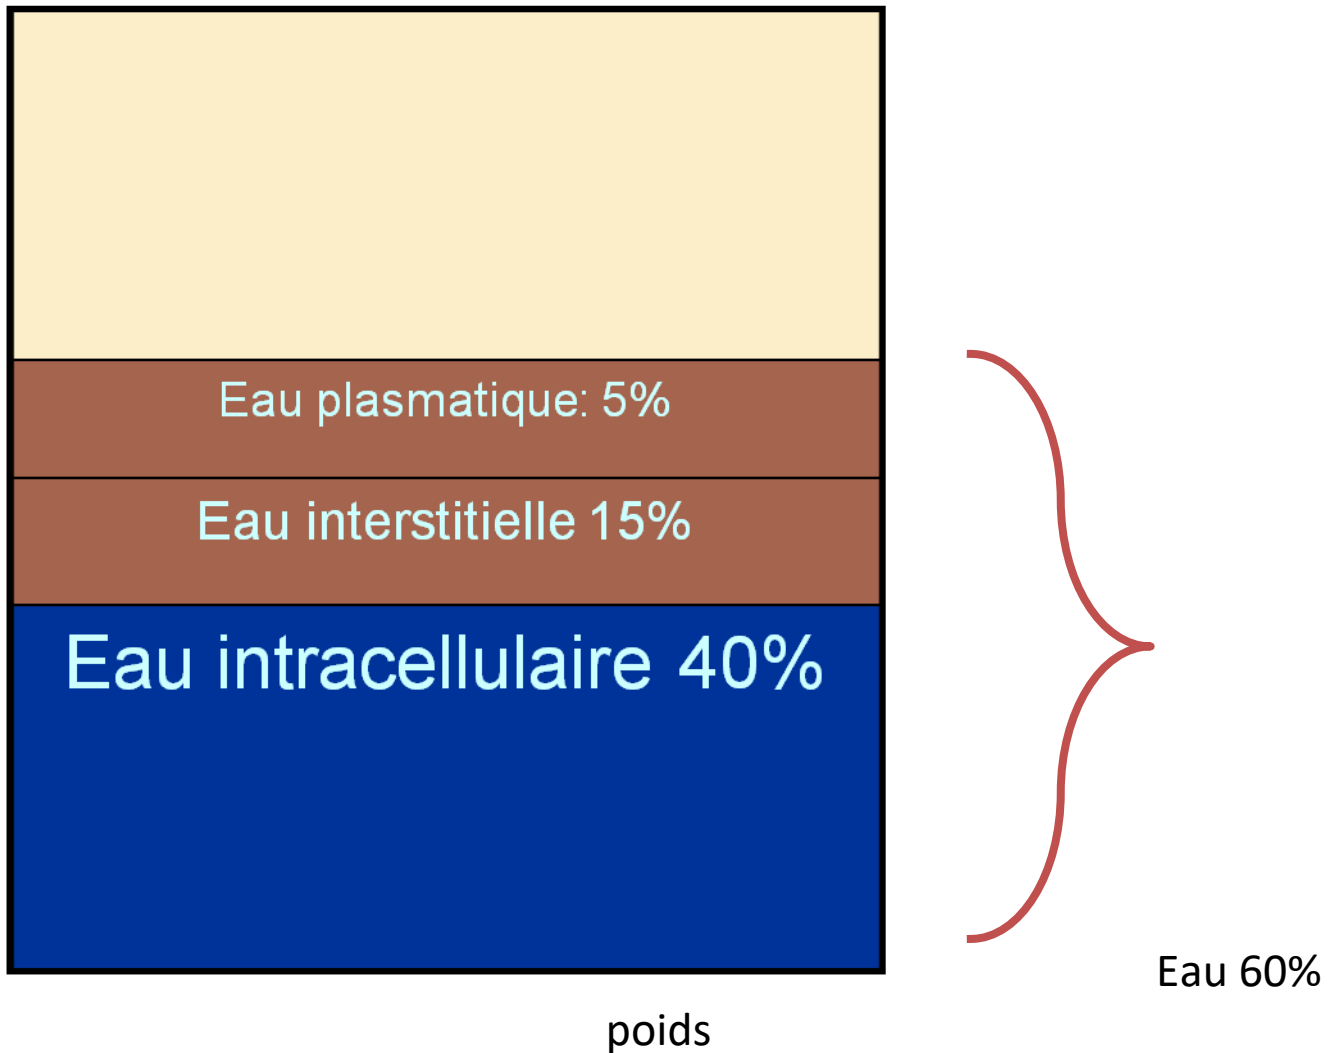 Eau plasmatique: 5%
Eau interstitielle 15%
Eau intracellulaire 40%
Eau 60%
poids